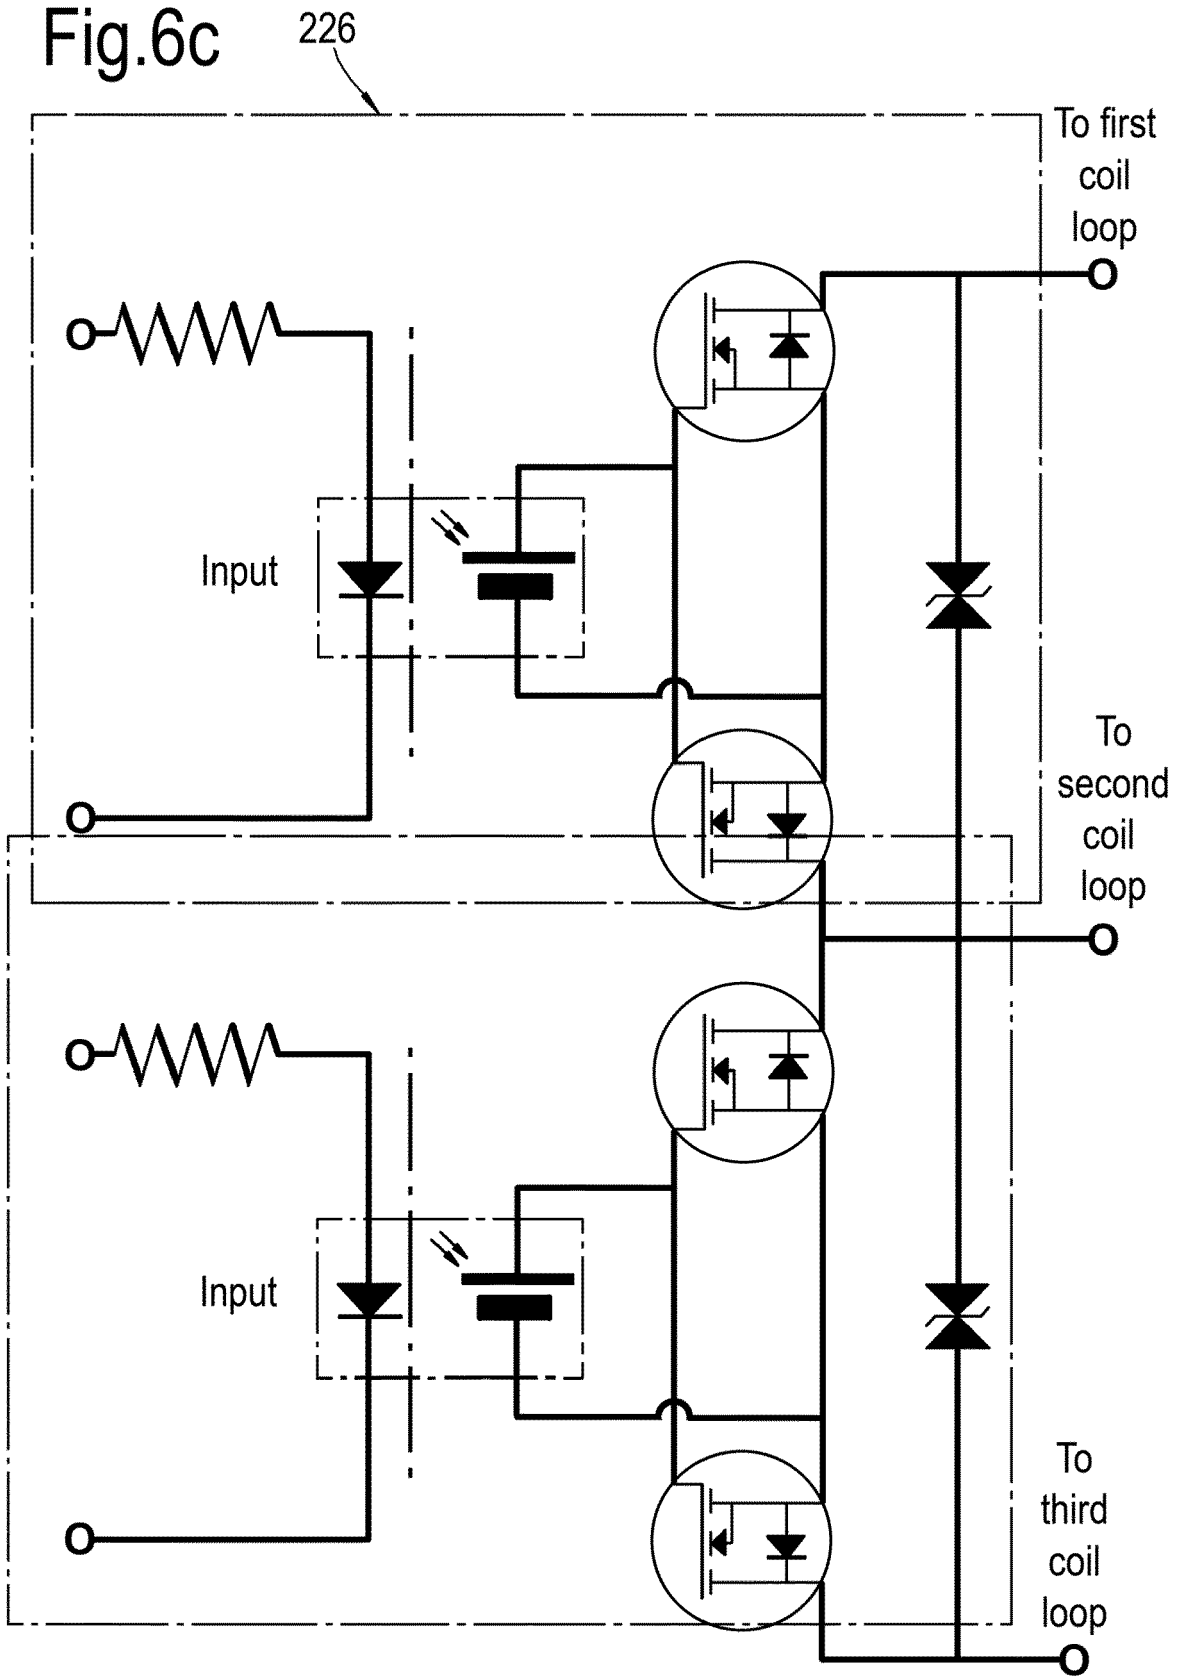 Fig.6c
226
To first
coil
loop
Input
To
second
coil
loop
Input
To
third
coil
loop